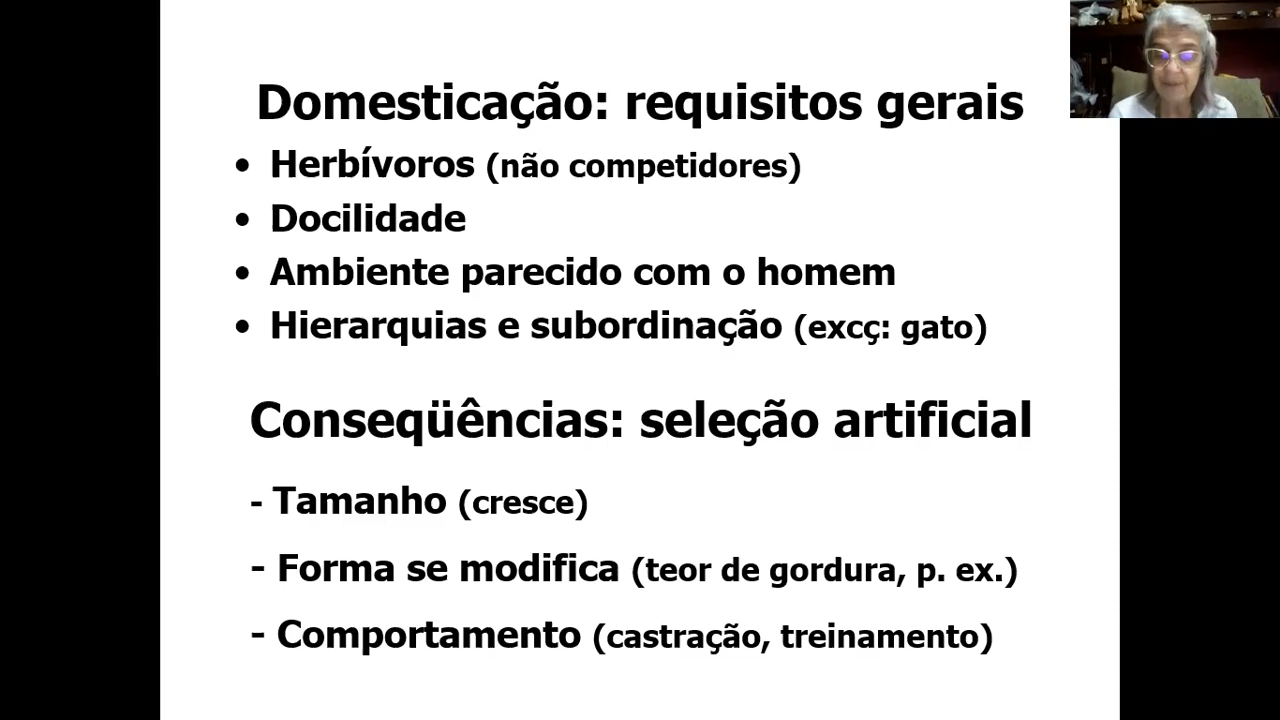 Domesticação: requisitos gerais
• Herbívoros (não competidores)
• Docilidade
• Ambiente parecido com o homem
• Hierarquias e subordinação (excç: gato)
Conseqüências: seleção artificial
- Tamanho (cresce)
- Forma se modifica (teor de gordura, p. ex.)
- Comportamento (castração, treinamento)